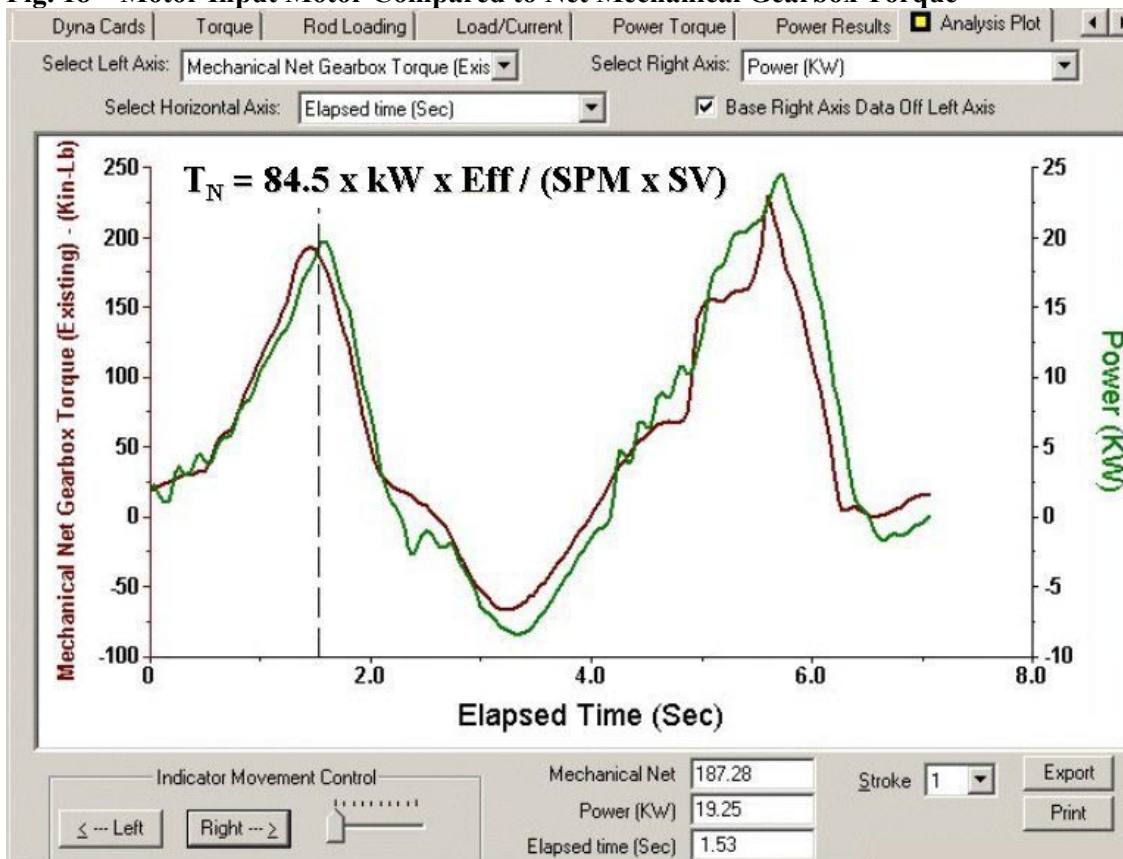 Fig. 18 – Motor Input Motor Compared to Net Mechanical Gearbox Torque
Dyna Cards Torque Rod Loading Load/Current Power Torque Power Results Analysis Plot
Select Left Axis: Mechanical Net Gearbox Torque (Exis Select Right Axis: Power (KW)
Select Horizontal Axis: Elapsed time (Sec) Base Right Axis Data Off Left Axis
T_N = 84.5 x kW x Eff / (SPM x SV)
Mechanical Net Gearbox Torque (Existing) - (Kin-Lb)
250
200
150
100
50
0
-50
-100
25
20
15
10
5
0
-5
-10
Power (KW)
0 2.0 4.0 6.0 8.0
Elapsed Time (Sec)
Indicator Movement Control
< --- Left Right --- >
Mechanical Net 187.28
Power (KW) 19.25
Elapsed time (Sec) 1.53
Stroke 1
Export
Print